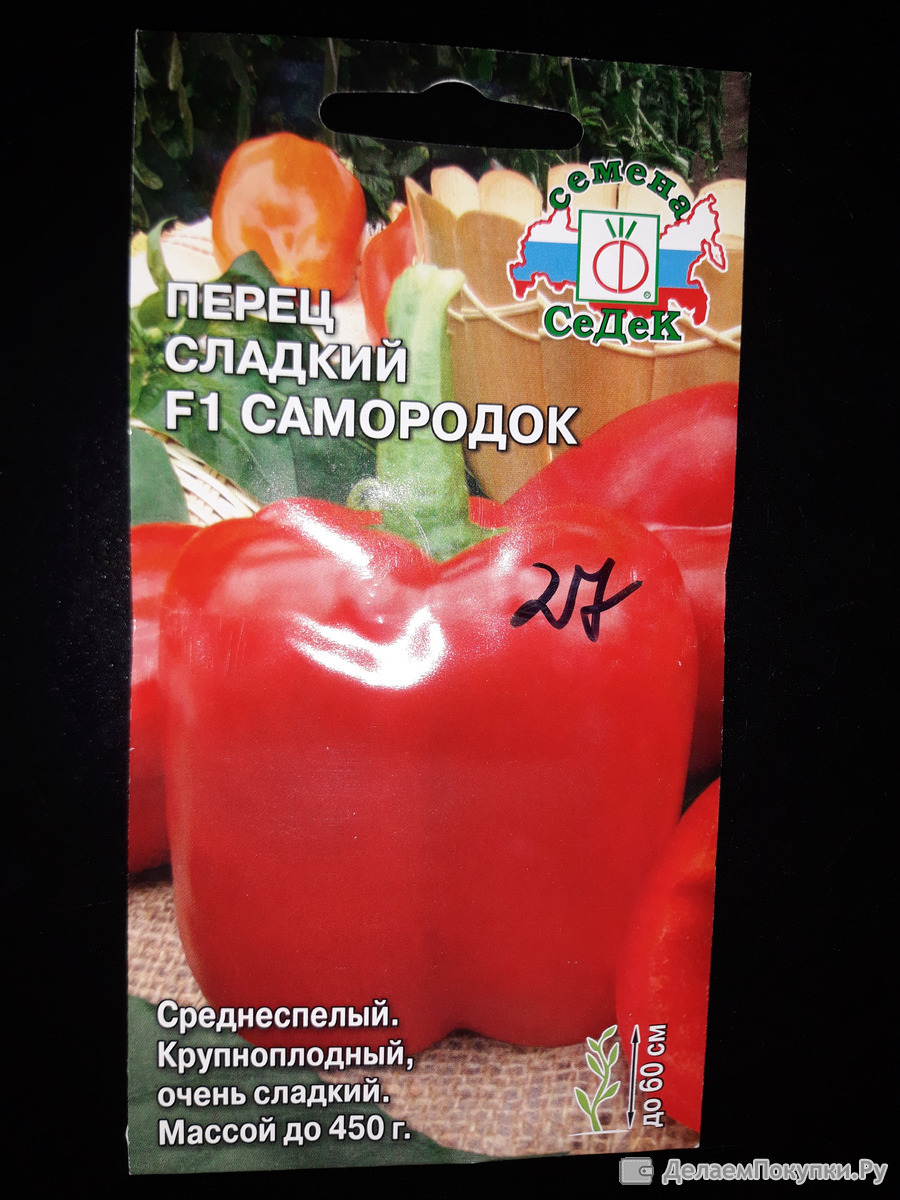 семена
СеДеК
ПЕРЕЦ
СЛАДКИЙ
F1 САМОРОДОК
27
Среднеспелый.
Крупноплодный,
очень сладкий.
Массой до 450 г.
до 60 см
ДелаемПокупки.Ру